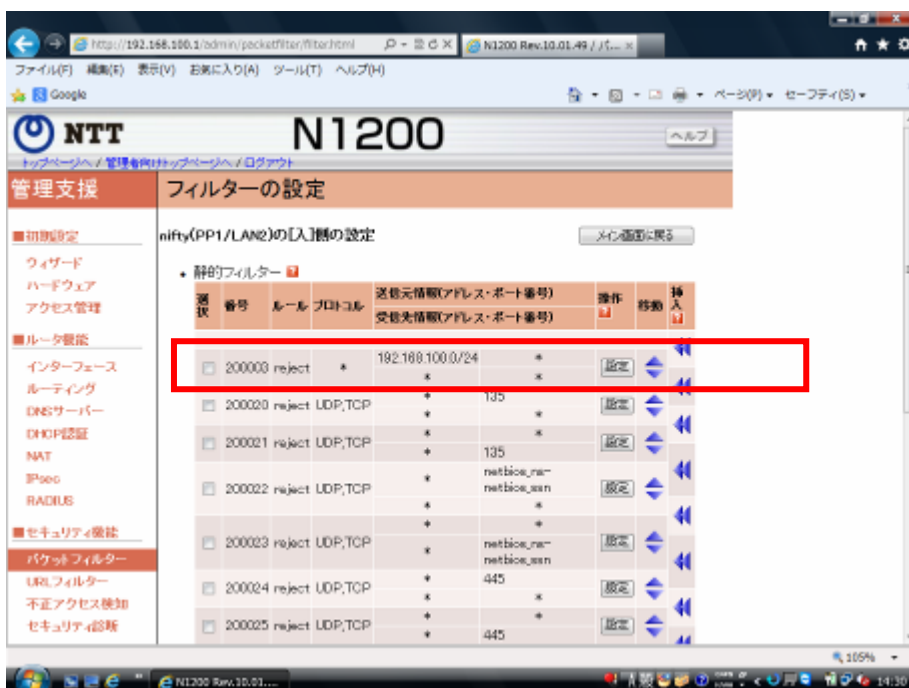 http://192.168.100.1/admin/packetfilter/filter.html
N1200 Rev.10.01.49 / パ... ×
ファイル(F) 編集(E) 表示(V) お気に入り(A) ツール(T) ヘルプ(H)
Google
ページ(P) セーフティ(S)
NTT N1200 ヘルプ
トップページへ / 管理者向けトップページへ / ログアウト
管理支援
フィルターの設定
■初期設定
ウィザード
ハードウェア
アクセス管理
■ルータ機能
インターフェース
ルーティング
DNSサーバー
DHCP認証
NAT
IPsec
RADIUS
■セキュリティ機能
パケットフィルター
URLフィルター
不正アクセス検知
セキュリティ診断
nifty(PP1/LAN2)の[入]側の設定 メイン画面に戻る
静的フィルター ?
選択 番号 ルール プロトコル 送信元情報(アドレス・ポート番号) 操作 移動 挿入
受信先情報(アドレス・ポート番号) ? ?
200003 reject * 192.168.100.0/24 * 設定
* *
200020 reject UDP,TCP * 135 設定
* *
200021 reject UDP,TCP * * 設定
* 135
200022 reject UDP,TCP * netbios_ns-netbios_ssn 設定
* *
200023 reject UDP,TCP * * 設定
* netbios_ns-netbios_ssn
200024 reject UDP,TCP * 445 設定
* *
200025 reject UDP,TCP * * 設定
* 445
105%
N1200 Rev.10.01....
A 般
14:30